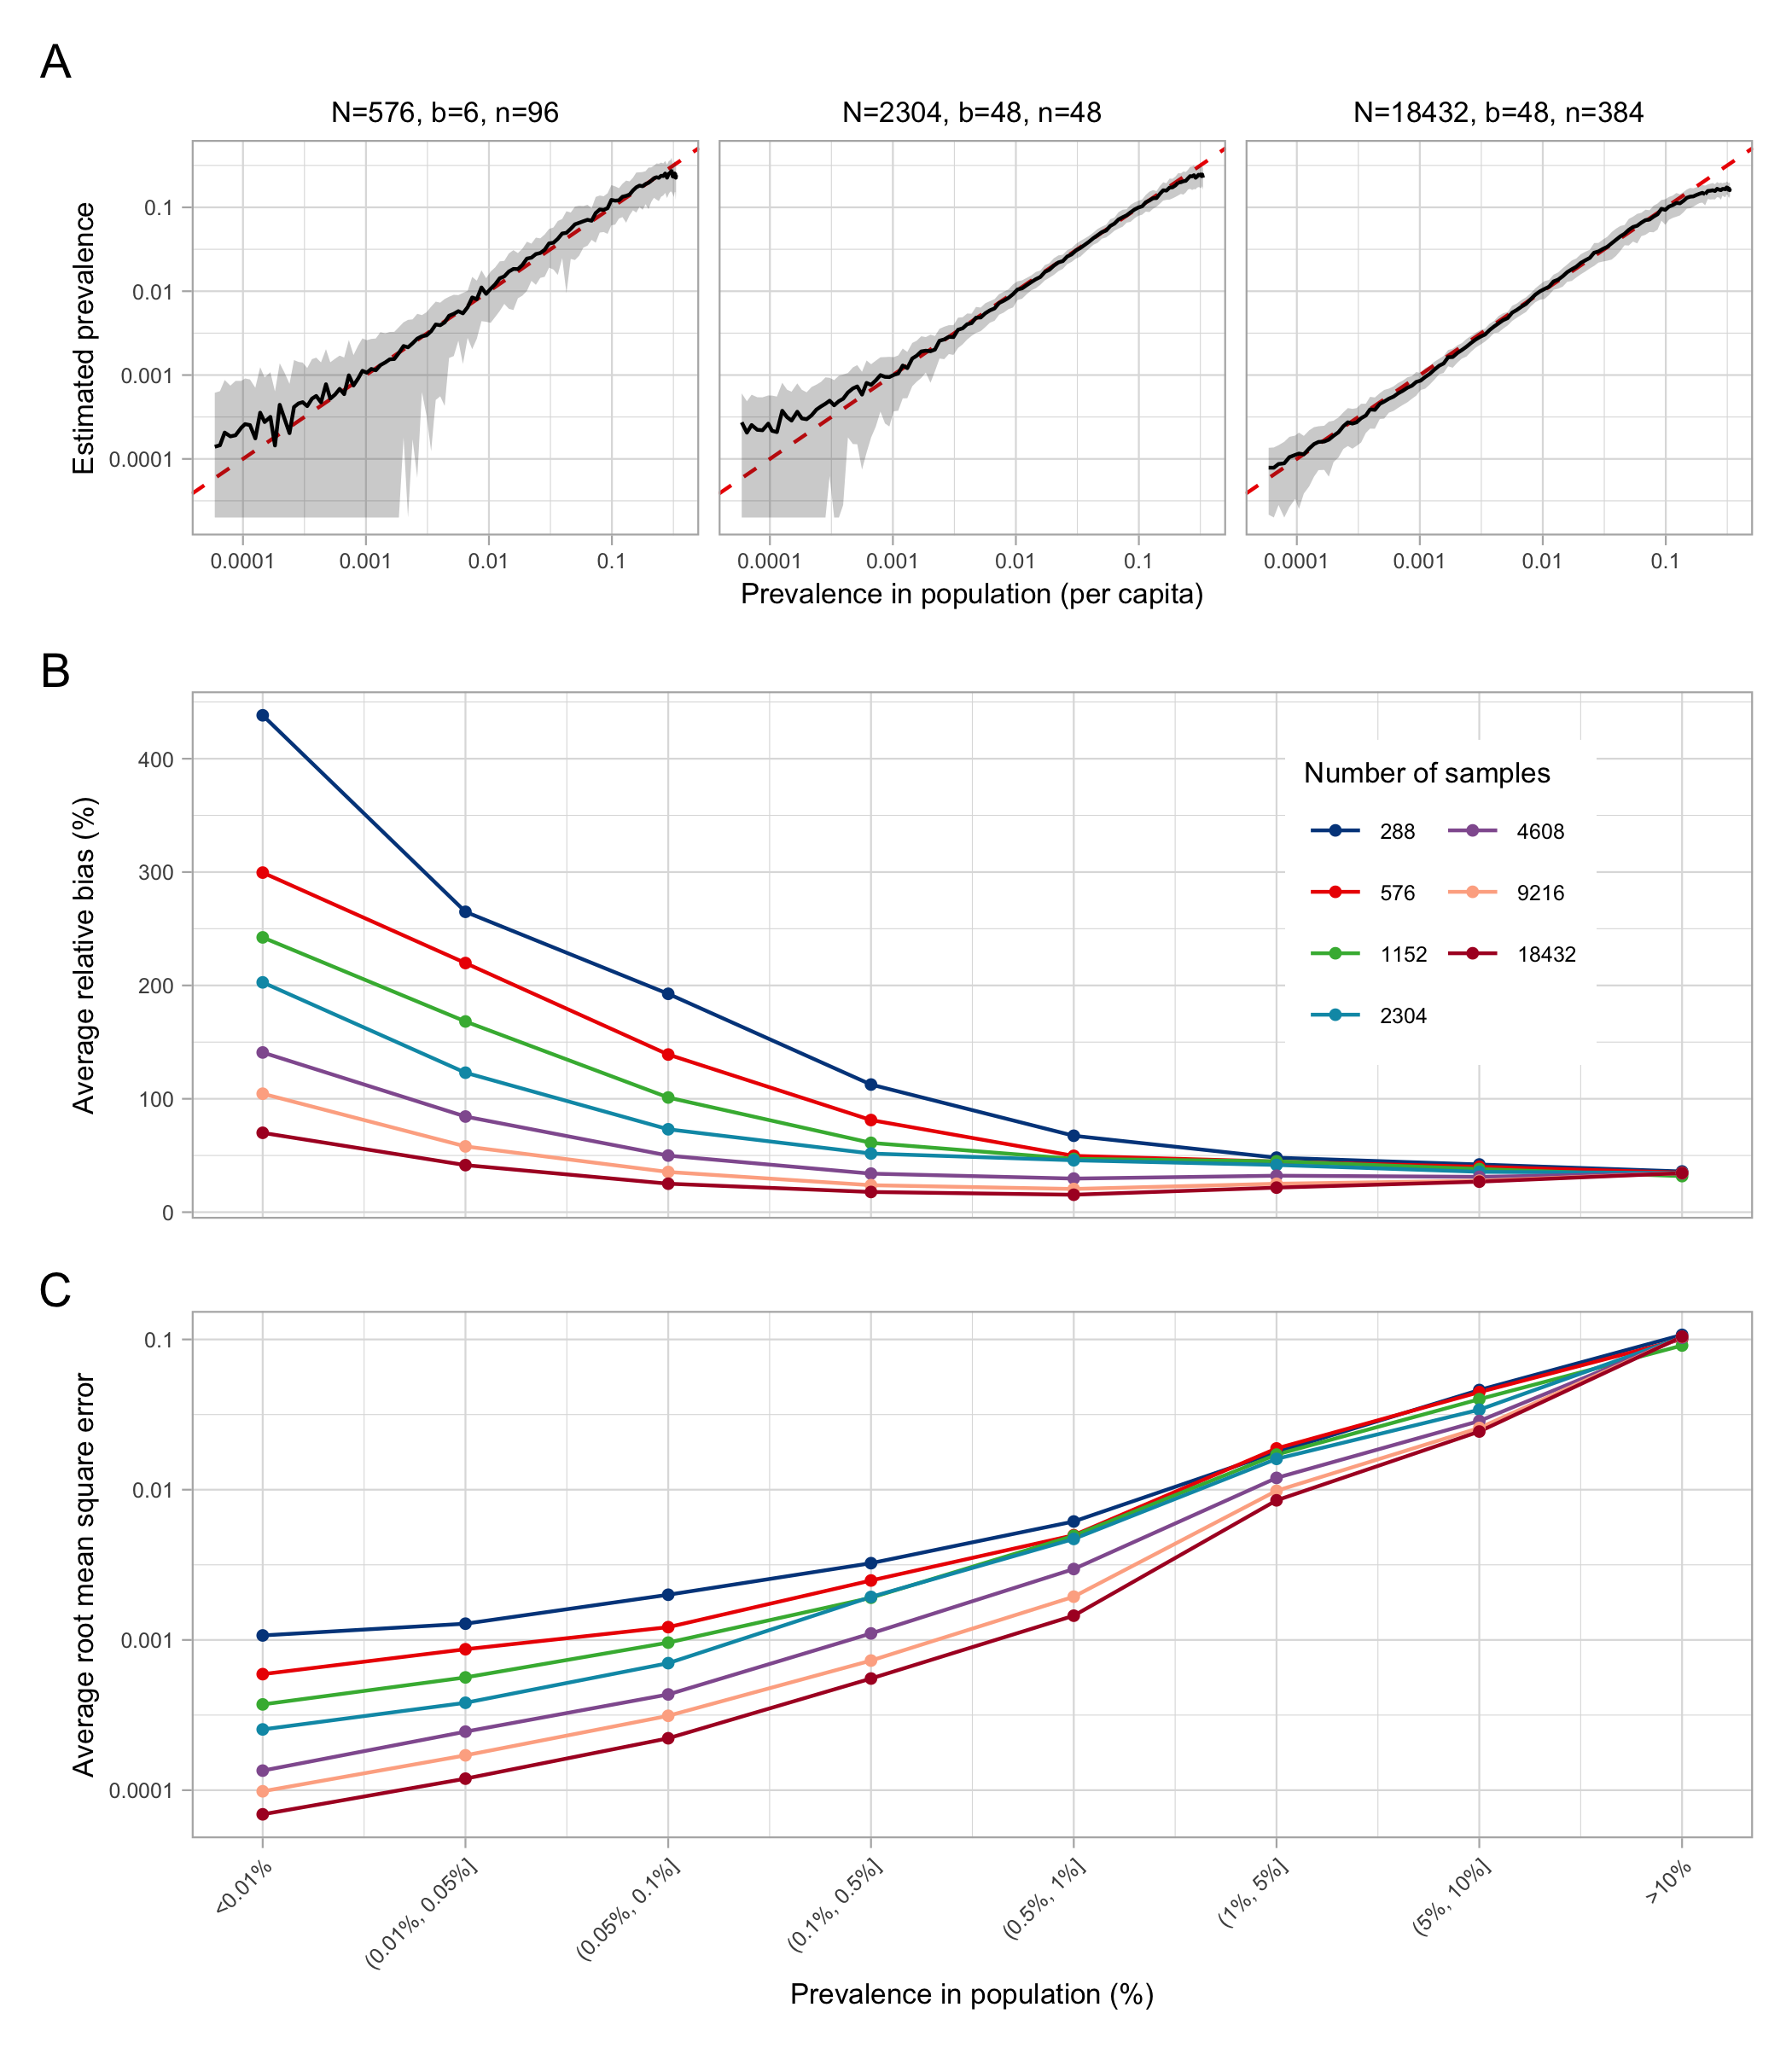 A
N=576, b=6, n=96
N=2304, b=48, n=48
N=18432, b=48, n=384
Estimated prevalence
0.1
0.01
0.001
0.0001
0.0001 0.001 0.01 0.1
0.0001 0.001 0.01 0.1
0.0001 0.001 0.01 0.1
Prevalence in population (per capita)
B
Average relative bias (%)
400
300
200
100
0
Number of samples
288
576
1152
2304
4608
9216
18432
C
Average root mean square error
0.1
0.01
0.001
0.0001
<0.01%
(0.01%, 0.05%]
(0.05%, 0.1%]
(0.1%, 0.5%]
(0.5%, 1%]
(1%, 5%]
(5%, 10%]
>10%
Prevalence in population (%)